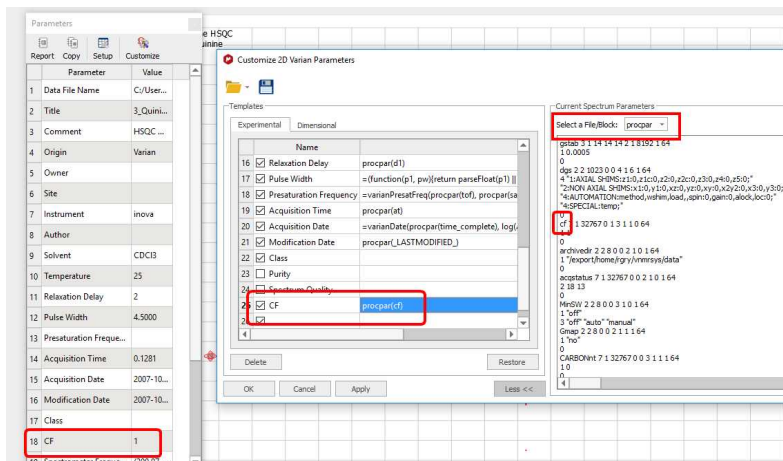 Parameters
Report Copy Setup Customize
Parameter Value
1 Data File Name C:/User...
2 Title 3_Quini...
3 Comment HSQC ...
4 Origin Varian
5 Owner
6 Site
7 Instrument inova
8 Author
9 Solvent CDCl3
10 Temperature 25
11 Relaxation Delay 2
12 Pulse Width 4.5000
13 Presaturation Freque...
14 Acquisition Time 0.1281
15 Acquisition Date 2007-10...
16 Modification Date 2007-10...
17 Class
18 CF 1
e HSQC
uinine
Customize 2D Varian Parameters
Templates
Experimental Dimensional
Name
16 Relaxation Delay procpar(d1)
17 Pulse Width =(function(p1, pw){return parseFloat(p1) ||
18 Presaturation Frequency =varianPresatFreq(procpar(tof), procpar(sa
19 Acquisition Time procpar(at)
20 Acquisition Date =varianDate(procpar(time_complete), log(
21 Modification Date procpar(_LASTMODIFIED_)
22 Class
23 Purity
24 Spectrum Quality
25 CF procpar(cf)
Delete Restore
OK Cancel Apply Less <<
Current Spectrum Parameters
Select a File/Block: procpar
gstab 3 1 14 14 14 2 1 8192 1 64
1 0.0005
0
dgs 2 2 1023 0 0 4 1 6 1 64
4 "1:AXIAL SHIMS:z1:0,z1c:0,z2:0,z2c:0,z3:0,z4:0,z5:0;"
"2:NON AXIAL SHIMS:x1:0,y1:0,xz:0,yz:0,xy:0,x2y2:0,x3:0,y3:0;
"4:AUTOMATION:method,wshim,load,,spin:0,gain:0,alock,loc:0;"
"4:SPECIAL:temp;"
0
cf 7 1 32767 0 1 3 1 1 0 64
1 1
0
archivedir 2 2 8 0 0 2 1 0 1 64
1 "/export/home/rgry/vnmrsys/data"
0
acqstatus 7 1 32767 0 0 2 1 0 1 64
2 18 13
0
MinSW 2 2 8 0 0 3 1 0 1 64
1 "off"
3 "off" "auto" "manual"
Gmap 2 2 8 0 0 2 1 1 1 64
1 "no"
0
CARBONnt 7 1 32767 0 0 3 1 1 1 64
1 0